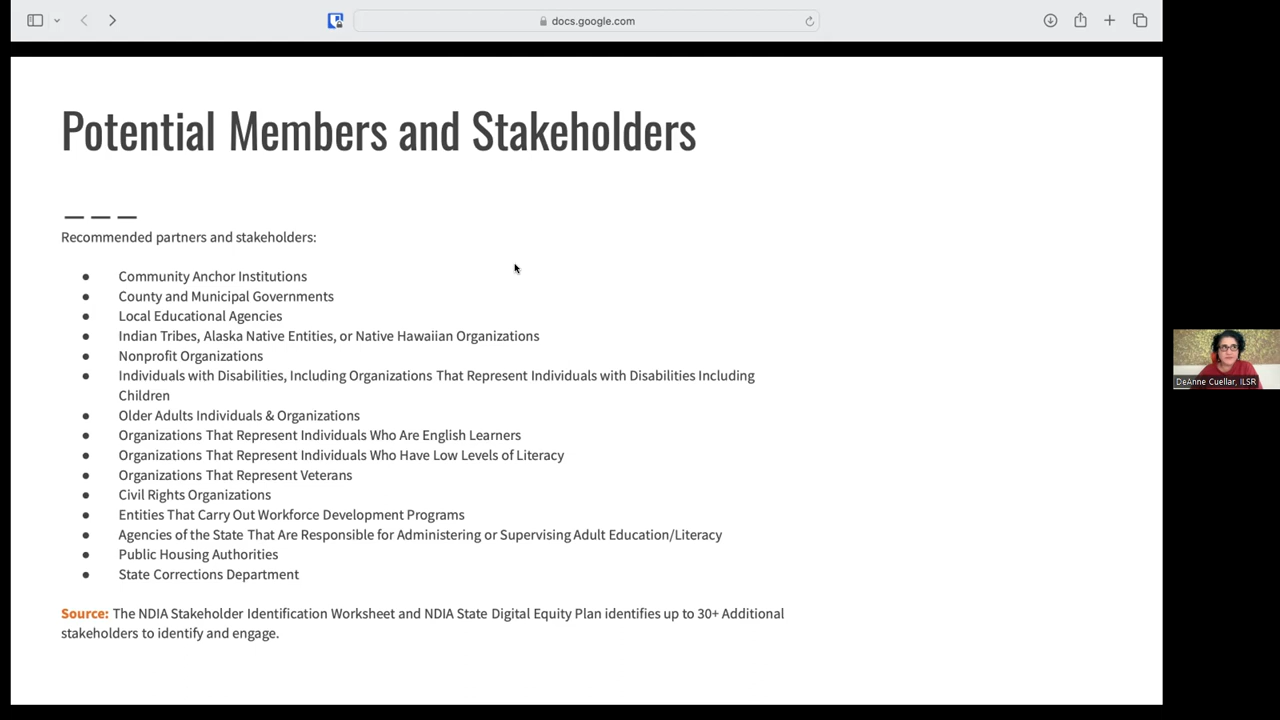 docs.google.com
Potential Members and Stakeholders
Recommended partners and stakeholders:
● Community Anchor Institutions
● County and Municipal Governments
● Local Educational Agencies
● Indian Tribes, Alaska Native Entities, or Native Hawaiian Organizations
● Nonprofit Organizations
● Individuals with Disabilities, Including Organizations That Represent Individuals with Disabilities Including
Children
● Older Adults Individuals & Organizations
● Organizations That Represent Individuals Who Are English Learners
● Organizations That Represent Individuals Who Have Low Levels of Literacy
● Organizations That Represent Veterans
● Civil Rights Organizations
● Entities That Carry Out Workforce Development Programs
● Agencies of the State That Are Responsible for Administering or Supervising Adult Education/Literacy
● Public Housing Authorities
● State Corrections Department
Source: The NDIA Stakeholder Identification Worksheet and NDIA State Digital Equity Plan identifies up to 30+ Additional
stakeholders to identify and engage.
DeAnne Cuellar, ILSR